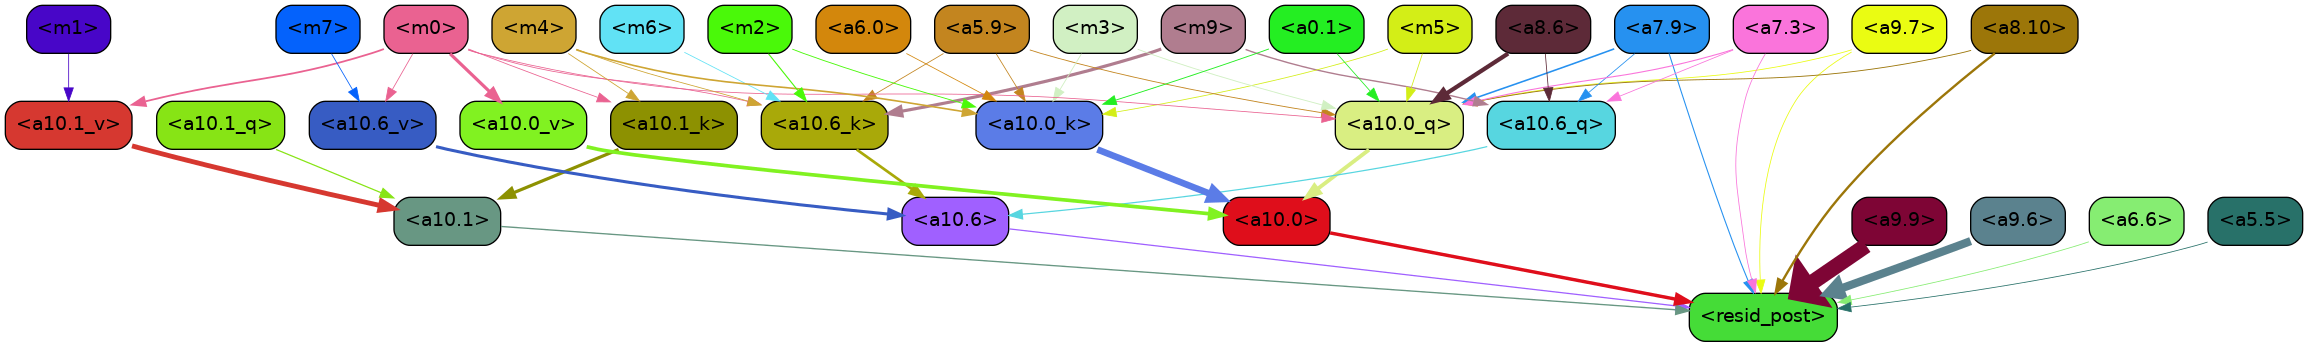 <m1> <m7> <m0> <m4> <m6> <m2> <a6.0> <a5.9> <m3> <m9> <a0.1> <m5> <a8.6> <a7.9> <a7.3> <a9.7> <a8.10>
<a10.1_v> <a10.1_q> <a10.6_v> <a10.0_v> <a10.1_k> <a10.6_k> <a10.0_k> <a10.0_q> <a10.6_q>
<a10.1> <a10.6> <a10.0> <a9.9> <a9.6> <a6.6> <a5.5>
<resid_post>